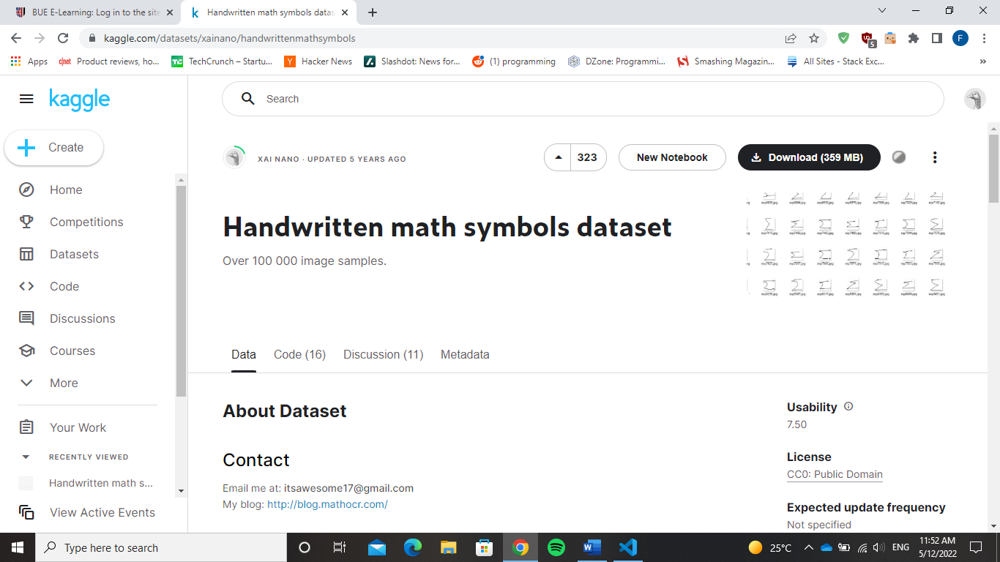 BUE E-Learning: Log in to the site
Handwritten math symbols datas
kaggle.com/datasets/xainano/handwrittenmathsymbols
5
F
Apps
cnet Product reviews, ho...
TC TechCrunch – Startu...
Y Hacker News
Slashdot: News for...
(1) programming
DZone: Programmi...
Smashing Magazin...
All Sites - Stack Exc...
»
kaggle
Search
Create
Home
Competitions
Datasets
Code
Discussions
Courses
More
Your Work
RECENTLY VIEWED
Handwritten math s...
View Active Events
XAI NANO · UPDATED 5 YEARS AGO
323
New Notebook
Download (359 MB)
Handwritten math symbols dataset
Over 100 000 image samples.
Data
Code (16)
Discussion (11)
Metadata
About Dataset
Contact
Email me at: itsawesome17@gmail.com
My blog: http://blog.mathocr.com/
Usability
7.50
License
CC0: Public Domain
Expected update frequency
Not specified
Type here to search
25°C
ENG
11:52 AM
5/12/2022